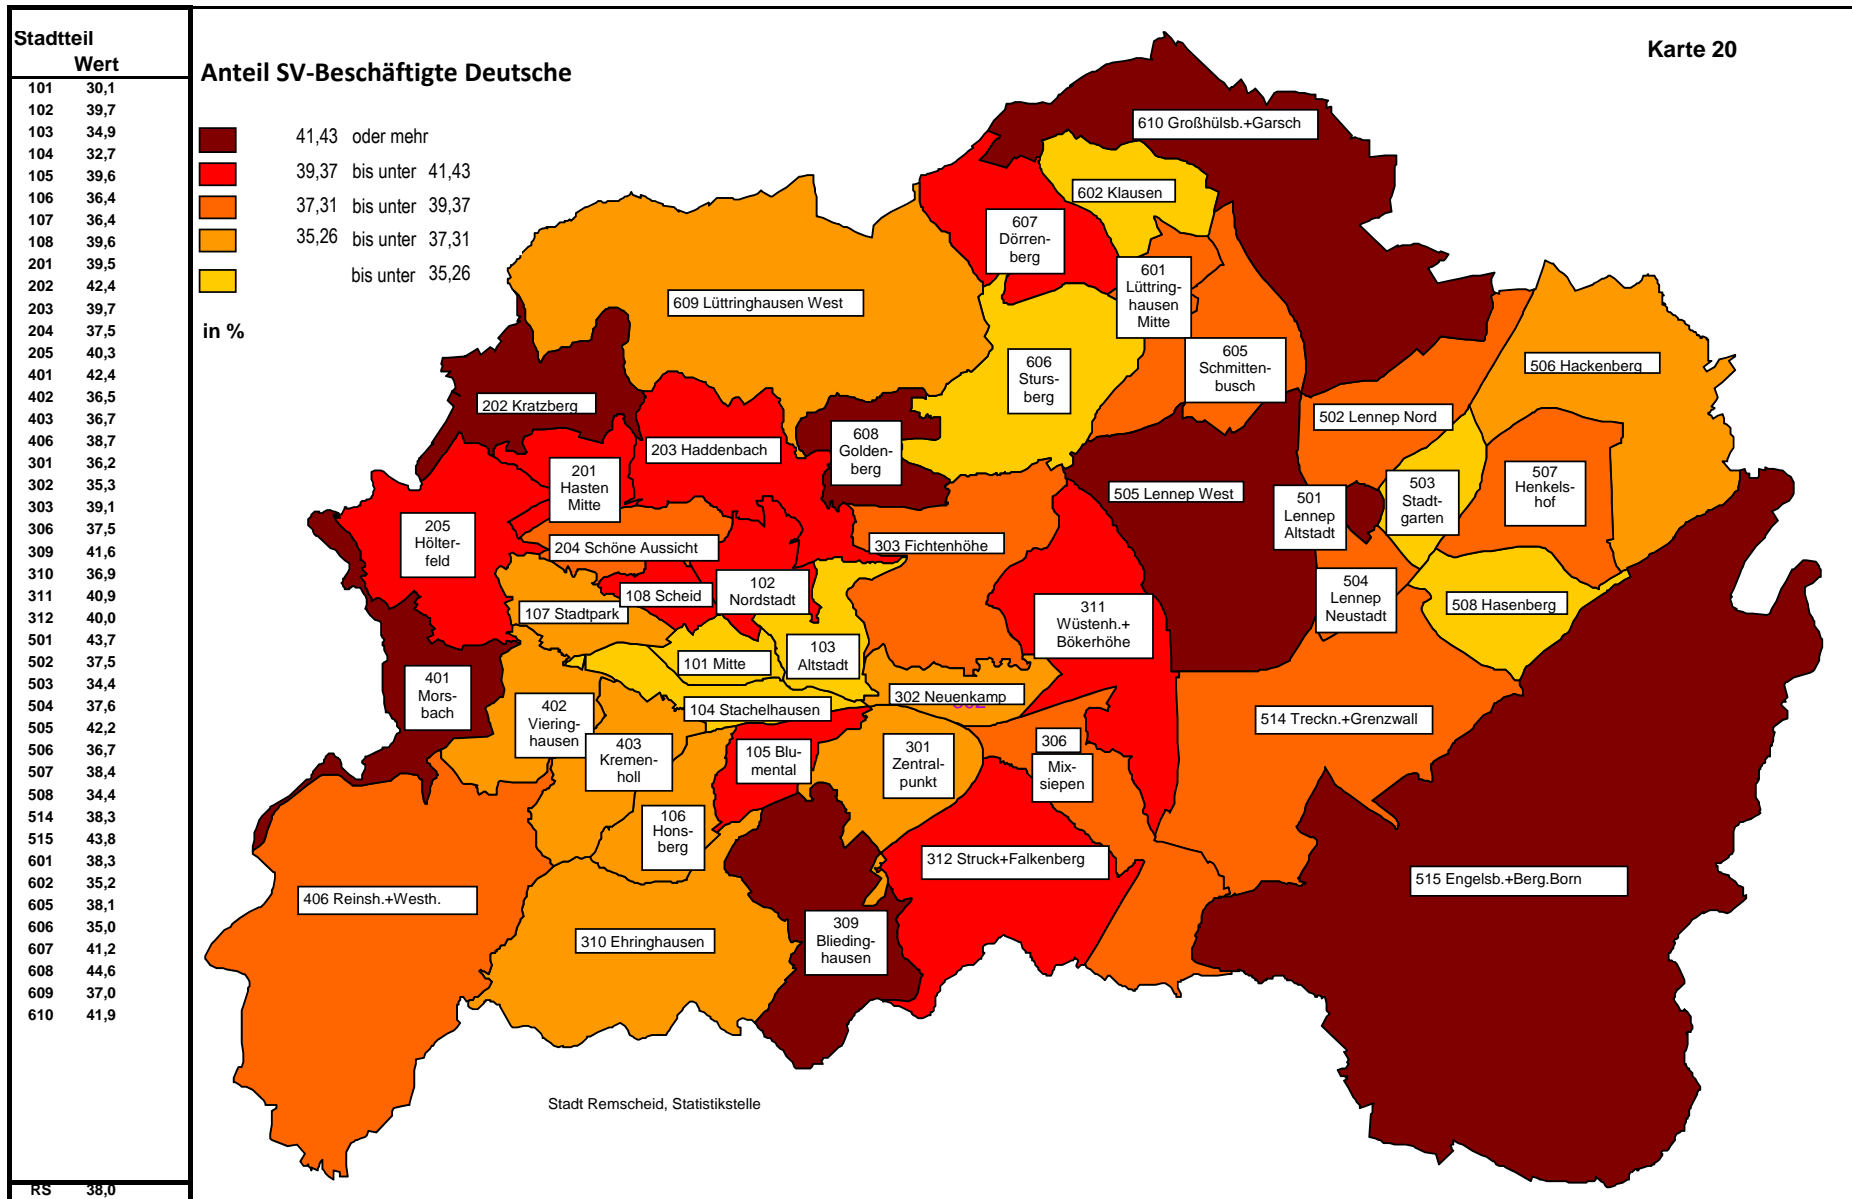 Stadtteil
Wert
101 30,1
102 39,7
103 34,9
104 32,7
105 39,6
106 36,4
107 36,4
108 39,6
201 39,5
202 42,4
203 39,7
204 37,5
205 40,3
401 42,4
402 36,5
403 36,7
406 38,7
301 36,2
302 35,3
303 39,1
306 37,5
309 41,6
310 36,9
311 40,9
312 40,0
501 43,7
502 37,5
503 34,4
504 37,6
505 42,2
506 36,7
507 38,4
508 34,4
514 38,3
515 43,8
601 38,3
602 35,2
605 38,1
606 35,0
607 41,2
608 44,6
609 37,0
610 41,9
RS 38,0
Anteil SV-Beschäftigte Deutsche
Karte 20
41,43 oder mehr
39,37 bis unter 41,43
37,31 bis unter 39,37
35,26 bis unter 37,31
bis unter 35,26
in %
610 Großhülsb.+Garsch
602 Klausen
607
Dörren-
berg
601
Lüttring-
hausen
Mitte
609 Lüttringhausen West
606
Sturs-
berg
605
Schmitten-
busch
506 Hackenberg
202 Kratzberg
502 Lennep Nord
203 Haddenbach
608
Golden-
berg
201
Hasten
Mitte
505 Lennep West
501
Lennep
Altstadt
503
Stadt-
garten
507
Henkels-
hof
205
Hölter-
feld
204 Schöne Aussicht
303 Fichtenhöhe
102
Nordstadt
108 Scheid
107 Stadtpark
311
Wüstenh.+
Bökerhöhe
504
Lennep
Neustadt
508 Hasenberg
103
Altstadt
101 Mitte
401
Mors-
bach
302 Neuenkamp
302
402
Viering-
hausen
104 Stachelhausen
514 Treckn.+Grenzwall
403
Kremen-
holl
105 Blu-
mental
301
Zentral-
punkt
306
Mix-
siepen
106
Hons-
berg
312 Struck+Falkenberg
515 Engelsb.+Berg.Born
406 Reinsh.+Westh.
310 Ehringhausen
309
Blieding-
hausen
Stadt Remscheid, Statistikstelle